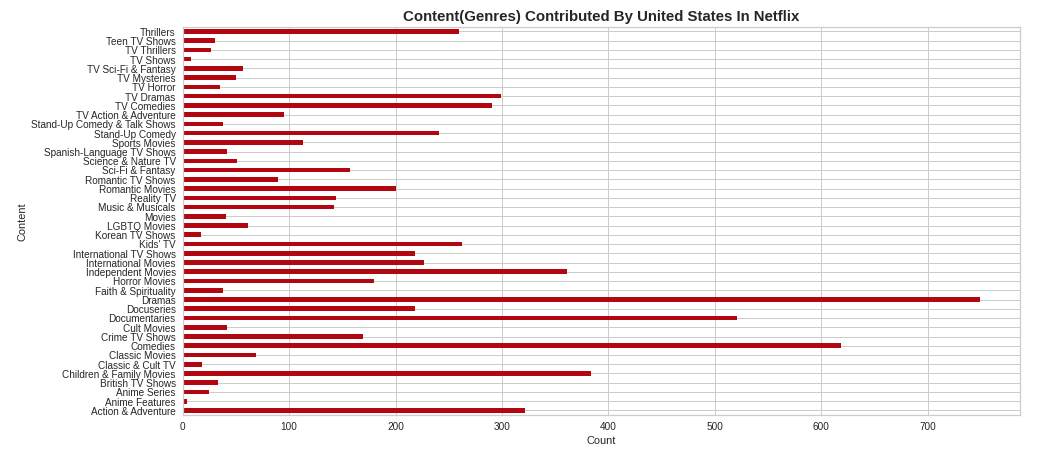 Content(Genres) Contributed By United States In Netflix
Thrillers
Teen TV Shows
TV Thrillers
TV Shows
TV Sci-Fi & Fantasy
TV Mysteries
TV Horror
TV Dramas
TV Comedies
TV Action & Adventure
Stand-Up Comedy & Talk Shows
Stand-Up Comedy
Sports Movies
Spanish-Language TV Shows
Science & Nature TV
Sci-Fi & Fantasy
Romantic TV Shows
Romantic Movies
Reality TV
Music & Musicals
Movies
LGBTQ Movies
Korean TV Shows
Kids' TV
International TV Shows
International Movies
Independent Movies
Horror Movies
Faith & Spirituality
Dramas
Docuseries
Documentaries
Cult Movies
Crime TV Shows
Comedies
Classic Movies
Classic & Cult TV
Children & Family Movies
British TV Shows
Anime Series
Anime Features
Action & Adventure
Content
0 100 200 300 400 500 600 700
Count